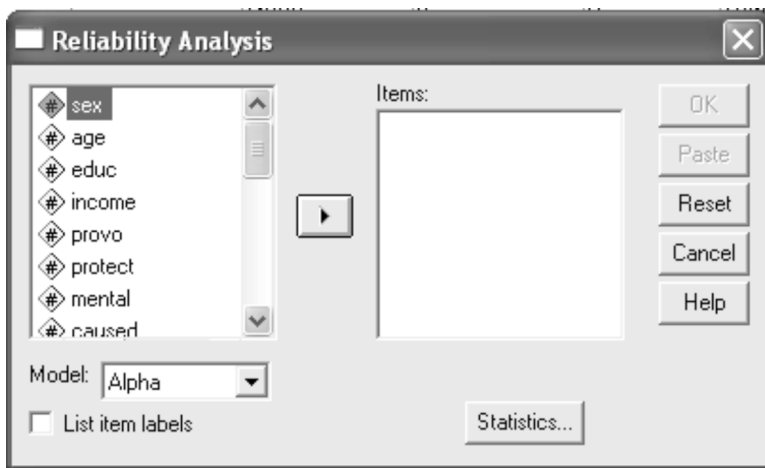 Reliability Analysis
sex
age
educ
income
provo
protect
mental
caused
Items:
OK
Paste
Reset
Cancel
Help
Model: Alpha
List item labels
Statistics...